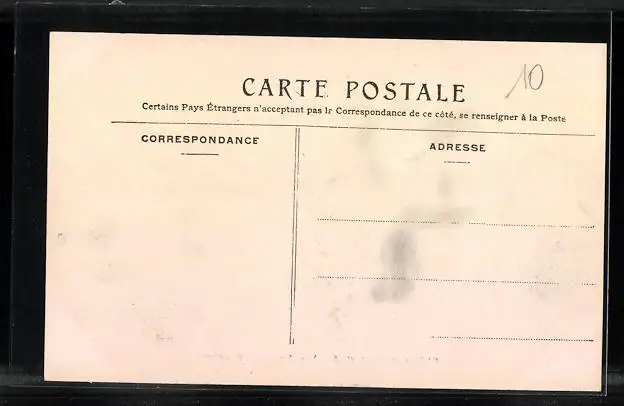 10
CARTE POSTALE
Certains Pays Étrangers n'acceptant pas la Correspondance de ce côté, se renseigner à la Poste
CORRESPONDANCE
ADRESSE